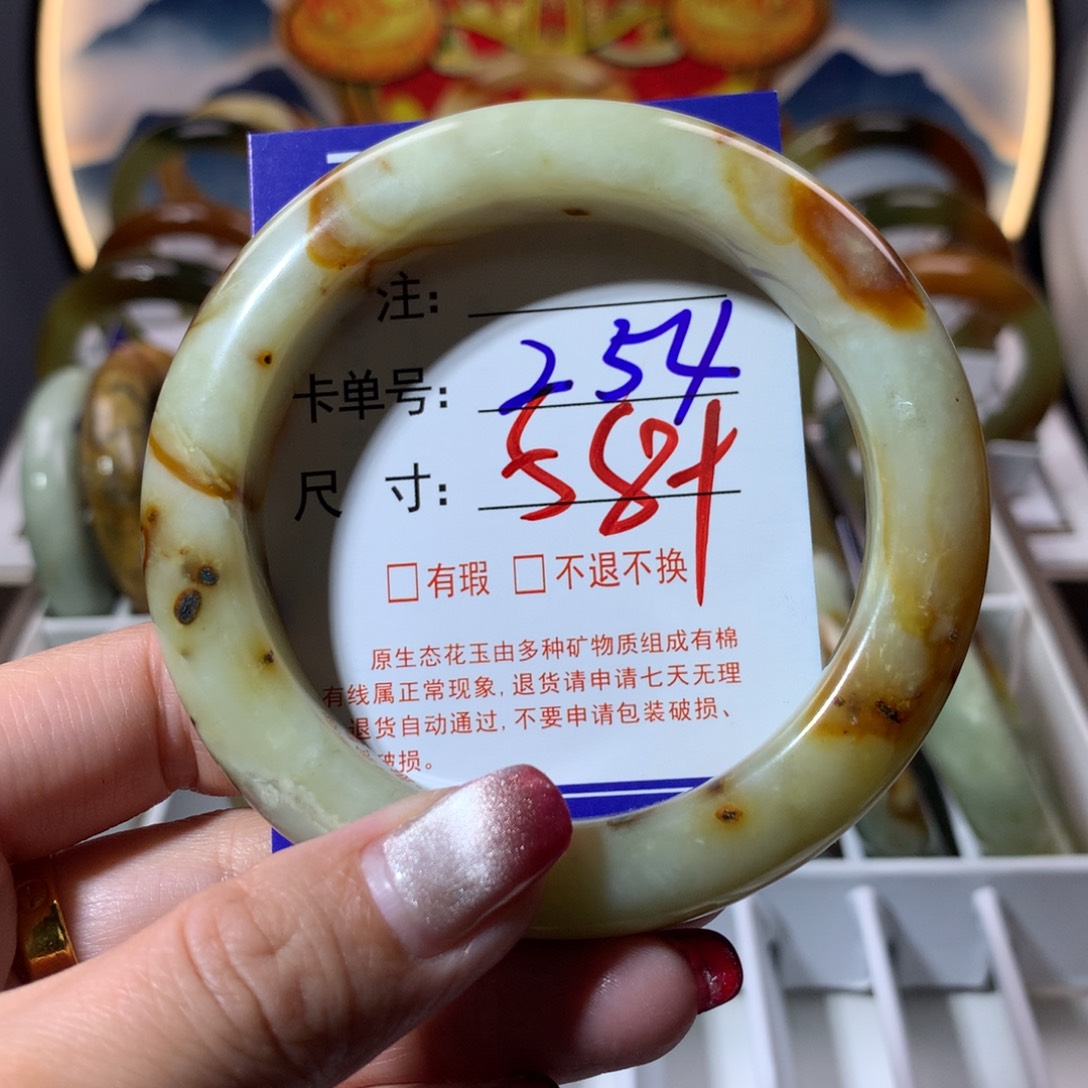 注:
卡单号: 254
尺 寸: 58+
□有瑕 □不退不换
原生态花玉由多种矿物质组成有棉
有线属正常现象,退货请申请七天无理
退货自动通过,不要申请包装破损、
破损。